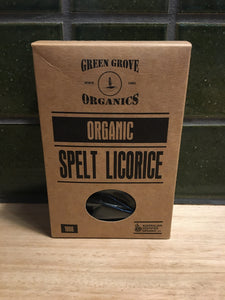 GREEN GROVE
ORGANICS
ORGANIC
SPELT LICORICE